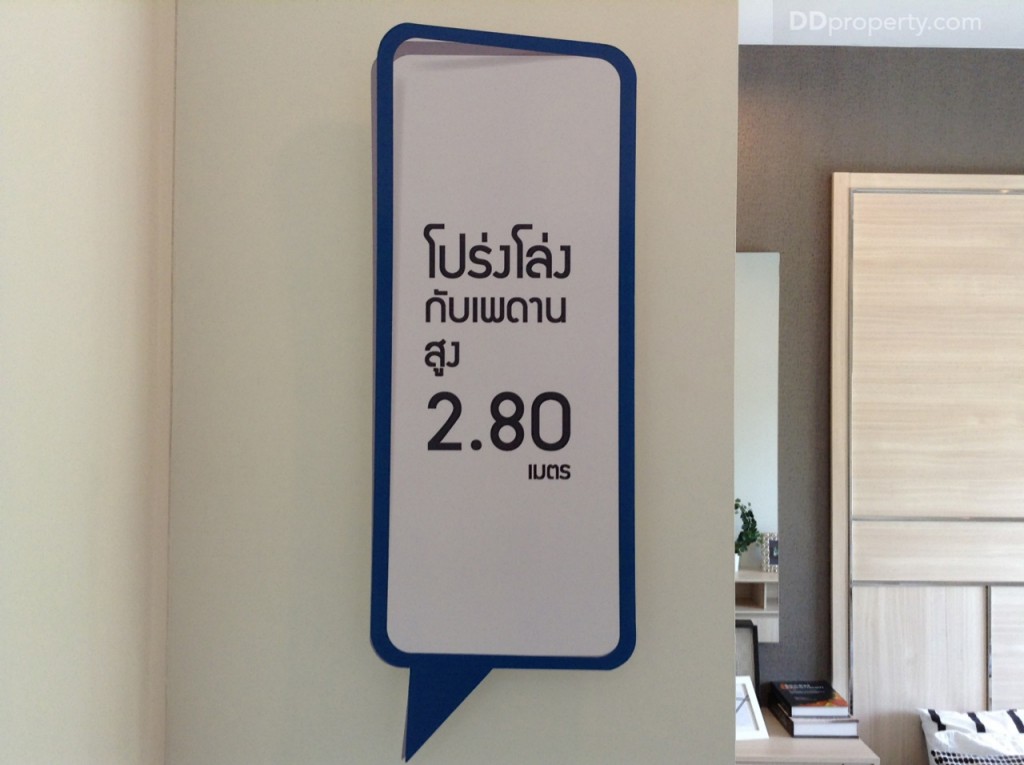 DDproperty.com
โปร่งโล่ง
กับเพดาน
สูง
2.80
เมตร